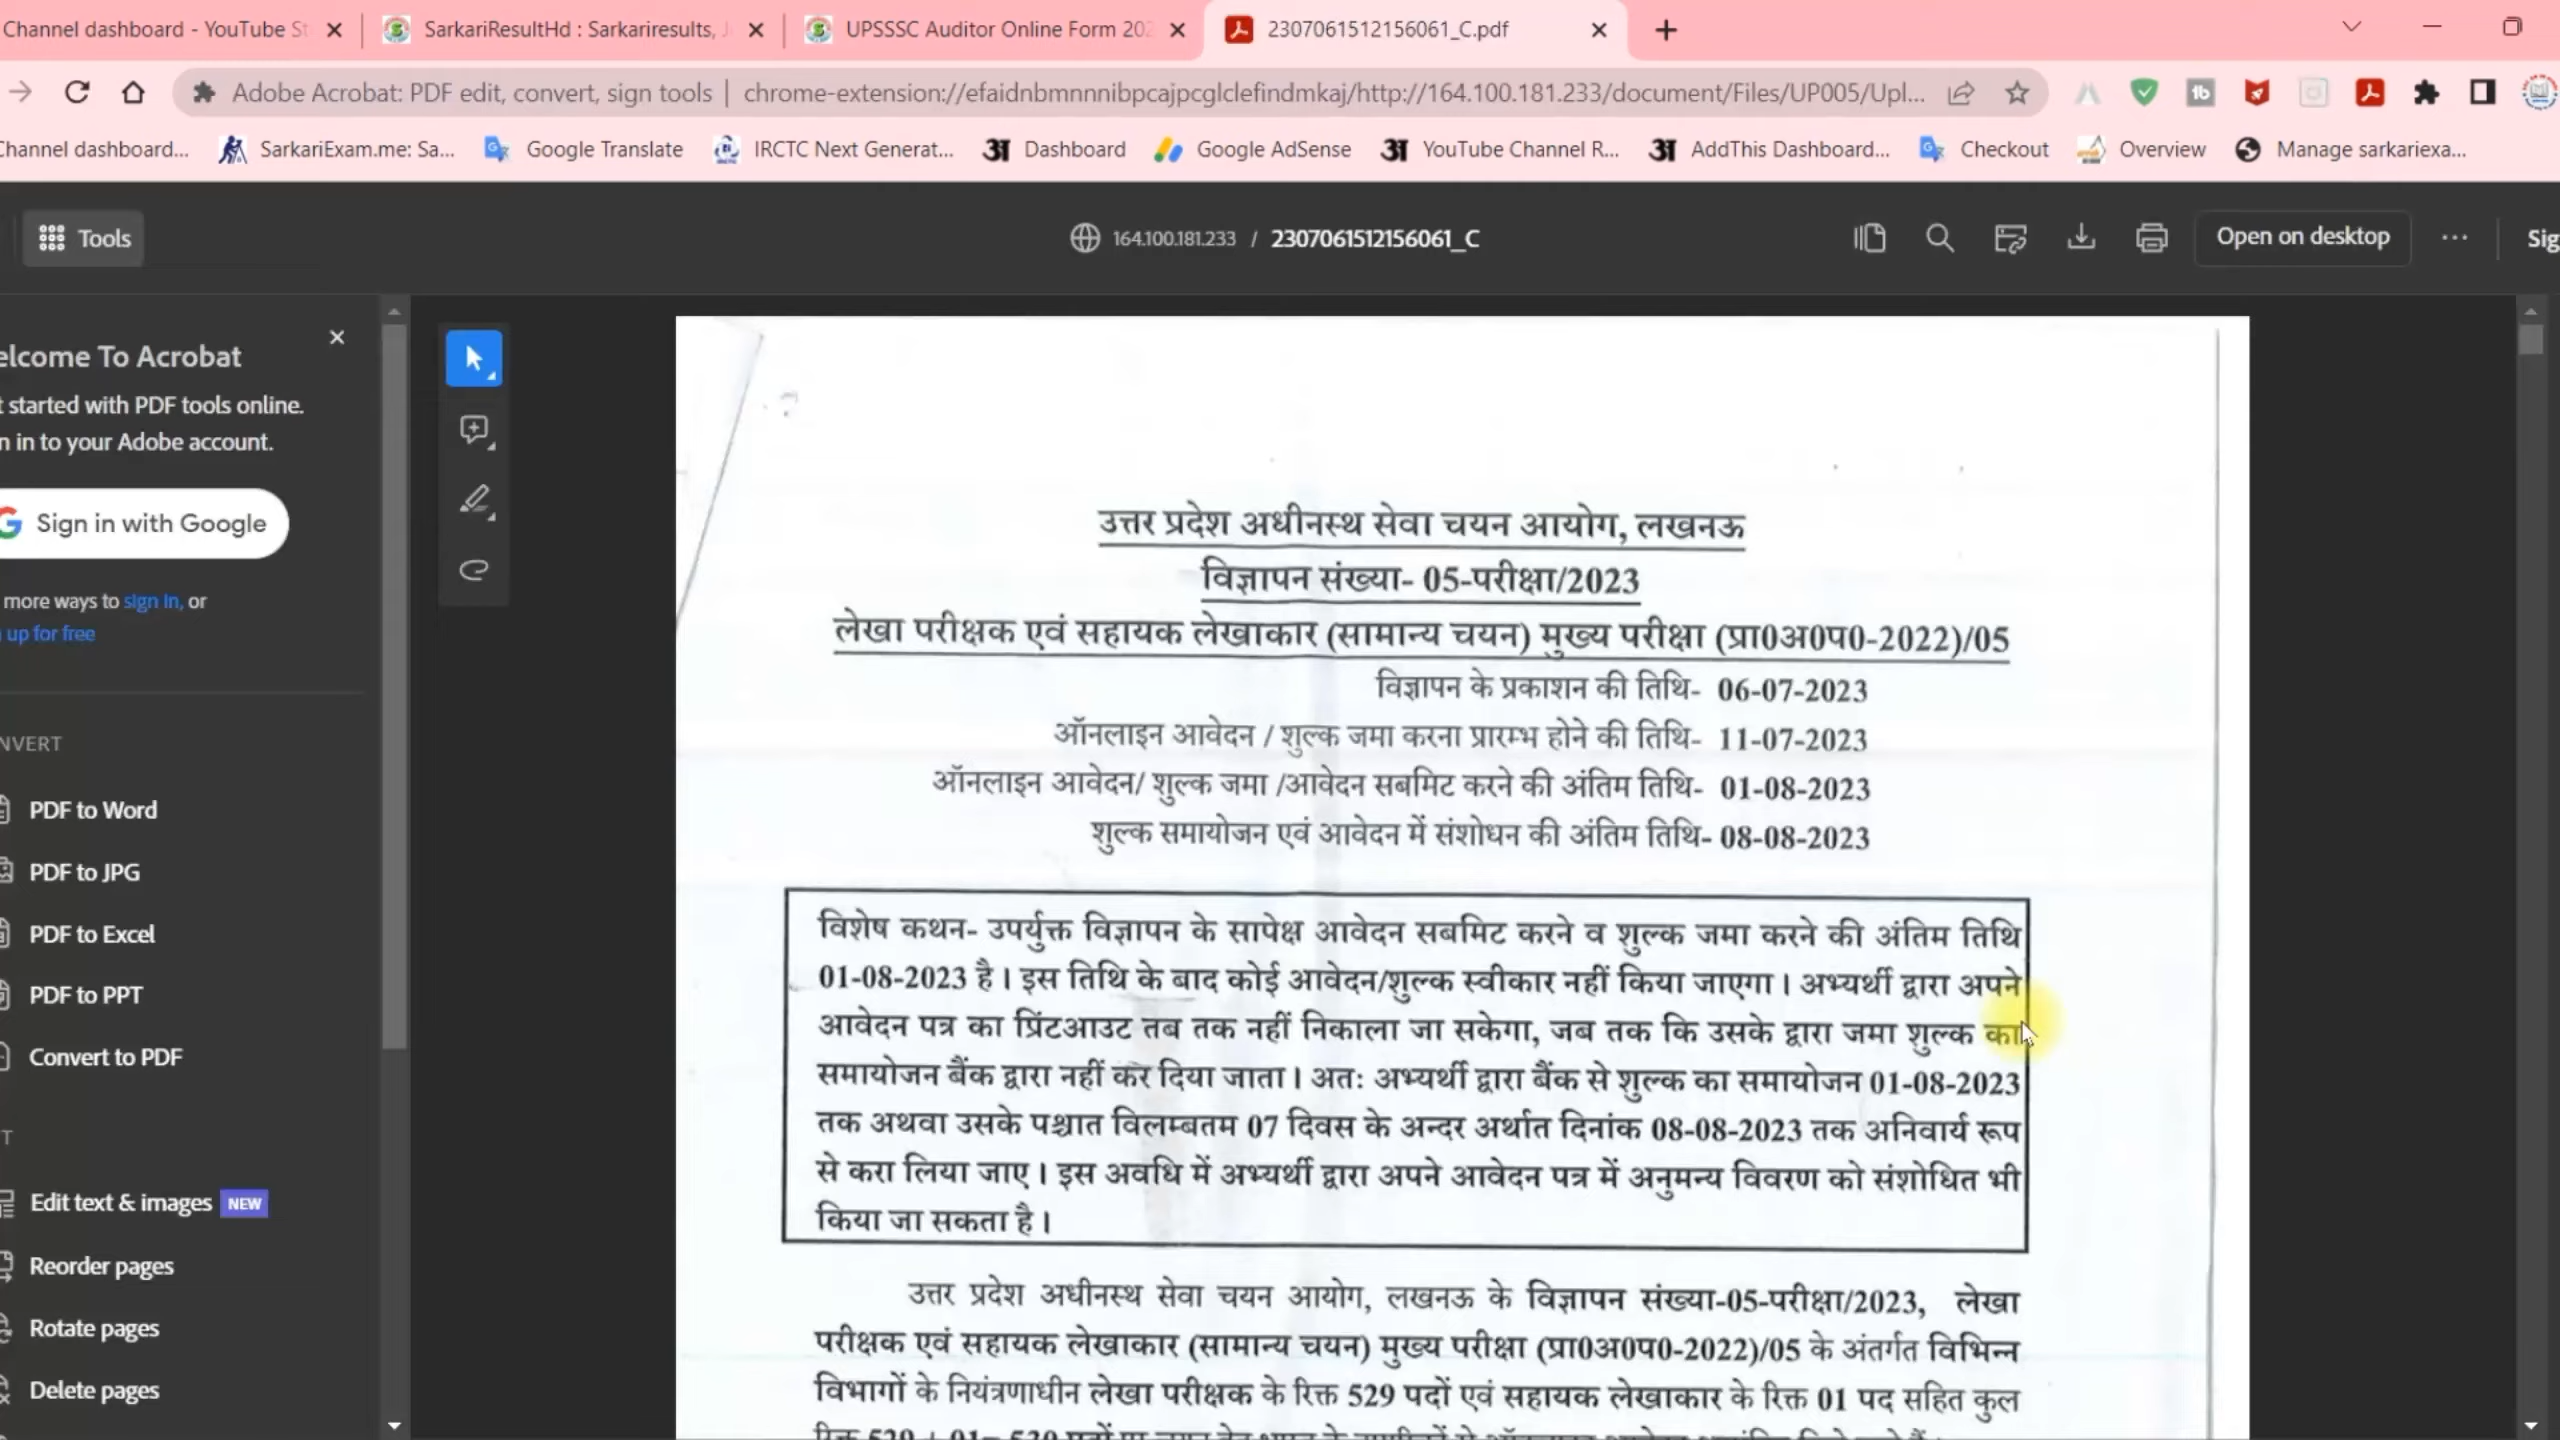 Channel dashboard - YouTube St
SarkariResultHd : Sarkariresults, J
UPSSSC Auditor Online Form 202
2307061512156061_C.pdf
Adobe Acrobat: PDF edit, convert, sign tools | chrome-extension://efaidnbmnnnibpcajpcglclefindmkaj/http://164.100.181.233/document/Files/UP005/Upl...
Channel dashboard...
SarkariExam.me: Sa...
Google Translate
IRCTC Next Generat...
Dashboard
Google AdSense
YouTube Channel R...
AddThis Dashboard...
Checkout
Overview
Manage sarkariexa...
Tools
164.100.181.233 / 2307061512156061_C
Open on desktop
Sig
elcome To Acrobat
t started with PDF tools online.
n in to your Adobe account.
Sign in with Google
more ways to sign in, or
up for free
NVERT
PDF to Word
PDF to JPG
PDF to Excel
PDF to PPT
Convert to PDF
T
Edit text & images NEW
Reorder pages
Rotate pages
Delete pages
उत्तर प्रदेश अधीनस्थ सेवा चयन आयोग, लखनऊ
विज्ञापन संख्या- 05-परीक्षा/2023
लेखा परीक्षक एवं सहायक लेखाकार (सामान्य चयन) मुख्य परीक्षा (प्रा0अ0प0-2022)/05
विज्ञापन के प्रकाशन की तिथि- 06-07-2023
ऑनलाइन आवेदन / शुल्क जमा करना प्रारम्भ होने की तिथि- 11-07-2023
ऑनलाइन आवेदन/ शुल्क जमा /आवेदन सबमिट करने की अंतिम तिथि- 01-08-2023
शुल्क समायोजन एवं आवेदन में संशोधन की अंतिम तिथि- 08-08-2023
विशेष कथन- उपर्युक्त विज्ञापन के सापेक्ष आवेदन सबमिट करने व शुल्क जमा करने की अंतिम तिथि
01-08-2023 है। इस तिथि के बाद कोई आवेदन/शुल्क स्वीकार नहीं किया जाएगा। अभ्यर्थी द्वारा अपने
आवेदन पत्र का प्रिंटआउट तब तक नहीं निकाला जा सकेगा, जब तक कि उसके द्वारा जमा शुल्क का
समायोजन बैंक द्वारा नहीं कर दिया जाता। अतः अभ्यर्थी द्वारा बैंक से शुल्क का समायोजन 01-08-2023
तक अथवा उसके पश्चात विलम्बतम 07 दिवस के अन्दर अर्थात दिनांक 08-08-2023 तक अनिवार्य रूप
से करा लिया जाए। इस अवधि में अभ्यर्थी द्वारा अपने आवेदन पत्र में अनुमन्य विवरण को संशोधित भी
किया जा सकता है।
उत्तर प्रदेश अधीनस्थ सेवा चयन आयोग, लखनऊ के विज्ञापन संख्या-05-परीक्षा/2023, लेखा
परीक्षक एवं सहायक लेखाकार (सामान्य चयन) मुख्य परीक्षा (प्रा0अ0प0-2022)/05 के अंतर्गत विभिन्न
विभागों के नियंत्रणाधीन लेखा परीक्षक के रिक्त 529 पदों एवं सहायक लेखाकार के रिक्त 01 पद सहित कुल